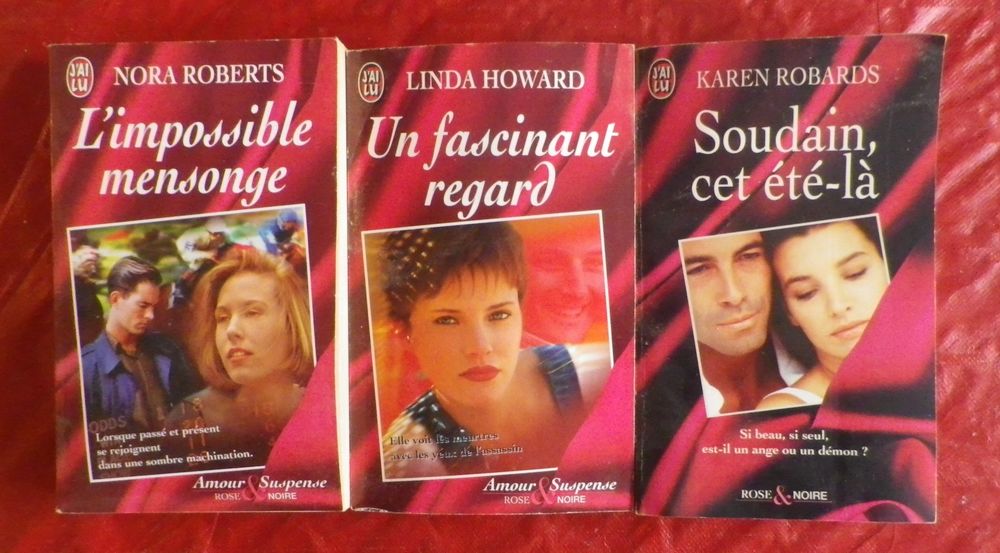 J'AI
LU
NORA ROBERTS
L'impossible
mensonge
ODDS
Lorsque passé et présent
se rejoignent
dans une sombre machination.
Amour & Suspense
ROSE & NOIRE
J'AI
LU
LINDA HOWARD
Un fascinant
regard
Elle voit les meurtres
avec les yeux de l'assassin
Amour & Suspense
ROSE & NOIRE
J'AI
LU
KAREN ROBARDS
Soudain,
cet été-là
Si beau, si seul,
est-il un ange ou un démon ?
ROSE & NOIRE